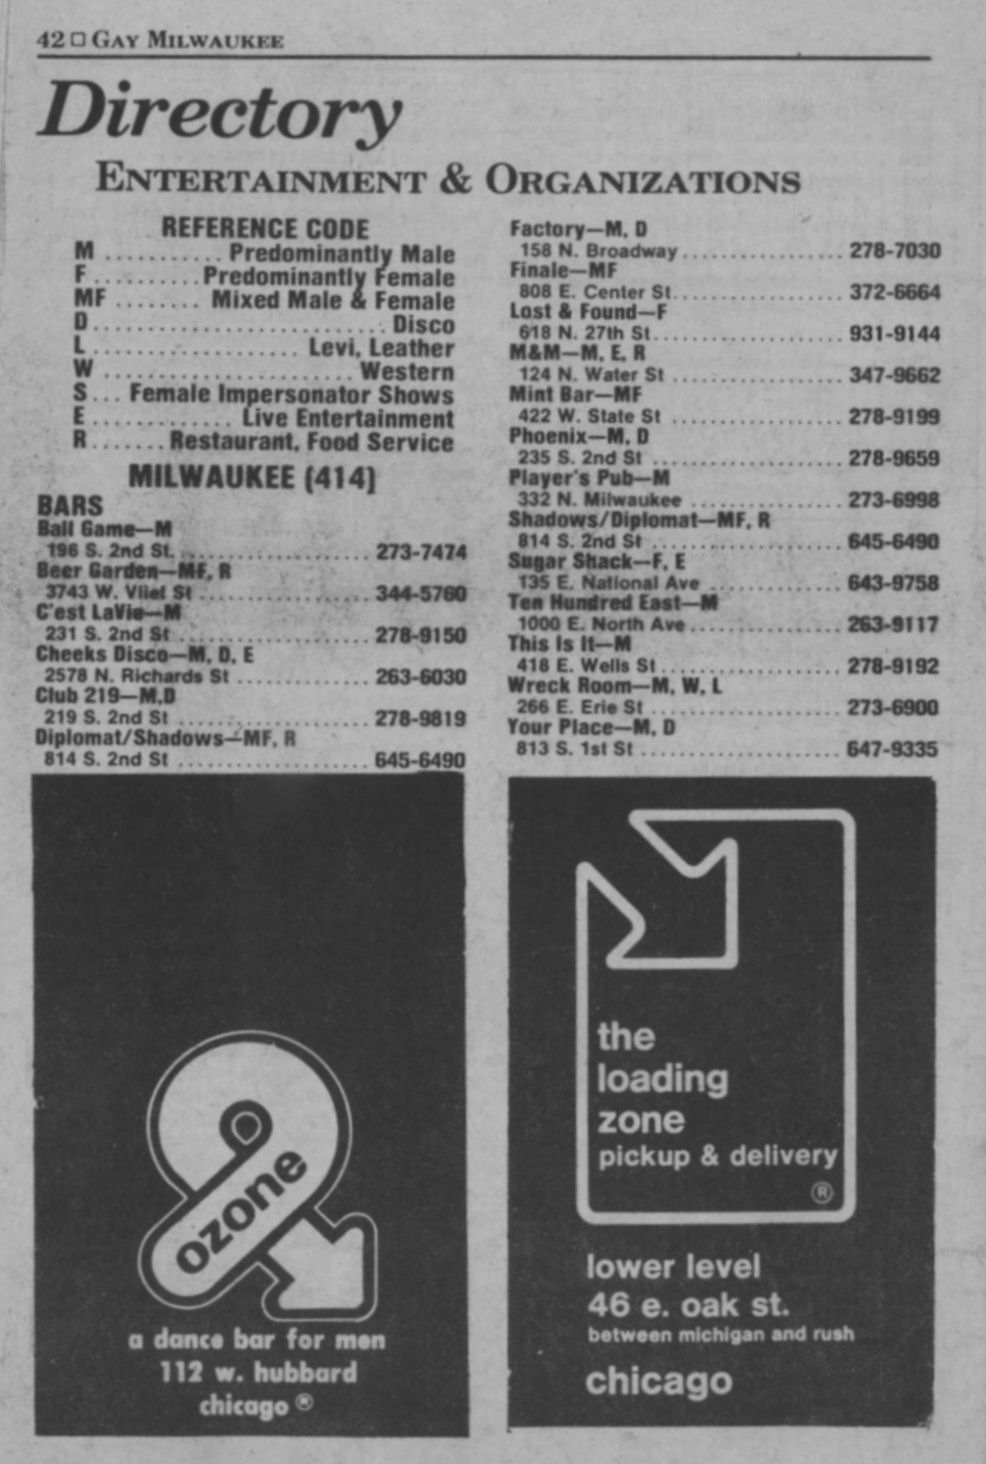 42 □ GAY MILWAUKEE
Directory
ENTERTAINMENT & ORGANIZATIONS
REFERENCE CODE
M ........... Predominantly Male
F .......... Predominantly Female
MF ........ Mixed Male & Female
D ........................... Disco
L ................... Levi, Leather
W ....................... Western
S ... Female Impersonator Shows
E ............. Live Entertainment
R ....... Restaurant, Food Service
MILWAUKEE (414)
BARS
Ball Game—M
196 S. 2nd St. ................. 273-7474
Beer Garden—MF, R
3743 W. Vliet St ................ 344-5760
C'est LaVie—M
231 S. 2nd St .................. 278-9150
Cheeks Disco—M, D, E
2578 N. Richards St ............ 263-6030
Club 219—M,D
219 S. 2nd St .................. 278-9819
Diplomat/Shadows—MF, R
814 S. 2nd St .................. 645-6490
Factory—M, D
158 N. Broadway ............... 278-7030
Finale—MF
808 E. Center St ................ 372-6664
Lost & Found—F
618 N. 27th St .................. 931-9144
M&M—M, E, R
124 N. Water St ................ 347-9662
Mint Bar—MF
422 W. State St ................ 278-9199
Phoenix—M, D
235 S. 2nd St .................. 278-9659
Player's Pub—M
332 N. Milwaukee .............. 273-6998
Shadows/Diplomat—MF, R
814 S. 2nd St .................. 645-6490
Sugar Shack—F, E
135 E. National Ave ............ 643-9758
Ten Hundred East—M
1000 E. North Ave .............. 263-9117
This Is It—M
418 E. Wells St ................. 278-9192
Wreck Room—M, W, L
266 E. Erie St .................. 273-6900
Your Place—M, D
813 S. 1st St ................... 647-9335
ozone
a dance bar for men
112 w. hubbard
chicago ®
the
loading
zone
pickup & delivery
®
lower level
46 e. oak st.
between michigan and rush
chicago